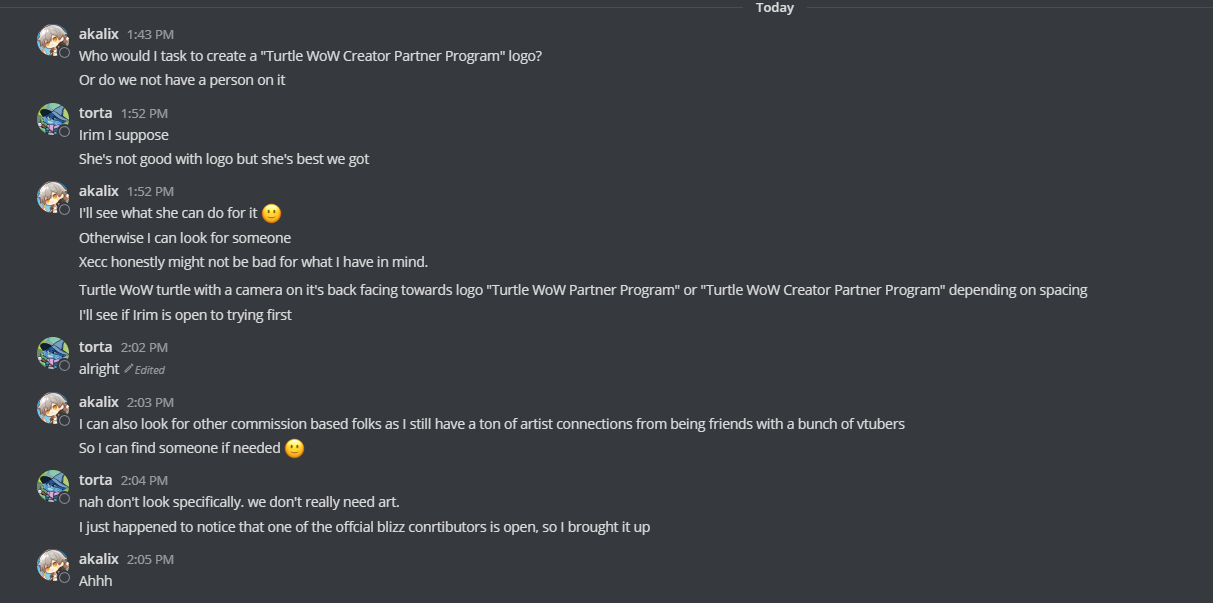 Today
akalix 1:43 PM
Who would I task to create a "Turtle WoW Creator Partner Program" logo?
Or do we not have a person on it
torta 1:52 PM
Irim I suppose
She's not good with logo but she's best we got
akalix 1:52 PM
I'll see what she can do for it 🙂
Otherwise I can look for someone
Xecc honestly might not be bad for what I have in mind.
Turtle WoW turtle with a camera on it's back facing towards logo "Turtle WoW Partner Program" or "Turtle WoW Creator Partner Program" depending on spacing
I'll see if Irim is open to trying first
torta 2:02 PM
alright Edited
akalix 2:03 PM
I can also look for other commission based folks as I still have a ton of artist connections from being friends with a bunch of vtubers
So I can find someone if needed 🙂
torta 2:04 PM
nah don't look specifically. we don't really need art.
I just happened to notice that one of the offcial blizz conrtibutors is open, so I brought it up
akalix 2:05 PM
Ahhh